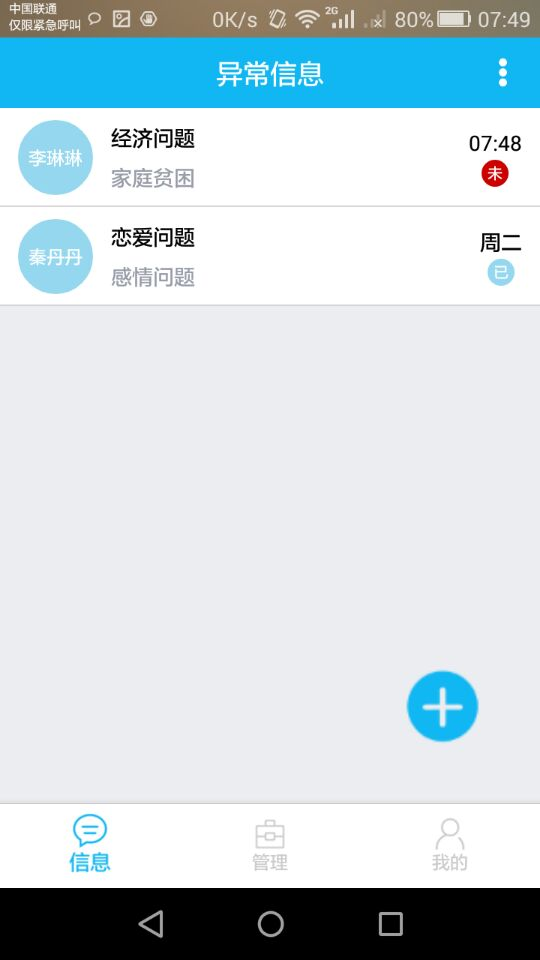 中国联通
仅限紧急呼叫
0K/s
2G
80%
07:49
异常信息
李琳琳
经济问题
07:48
家庭贫困
未
秦丹丹
恋爱问题
周二
感情问题
已
信息
管理
我的